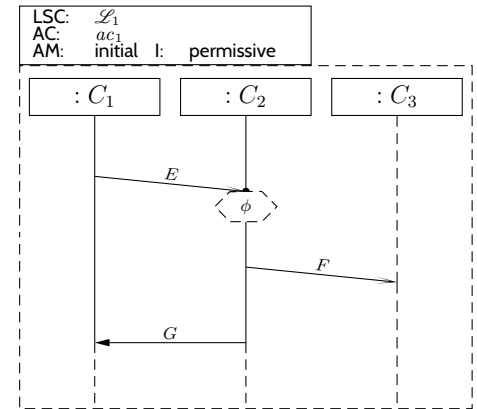 LSC: ℒ₁
AC: ac₁
AM: initial I: permissive
: C₁ : C₂ : C₃
E
ϕ
F
G